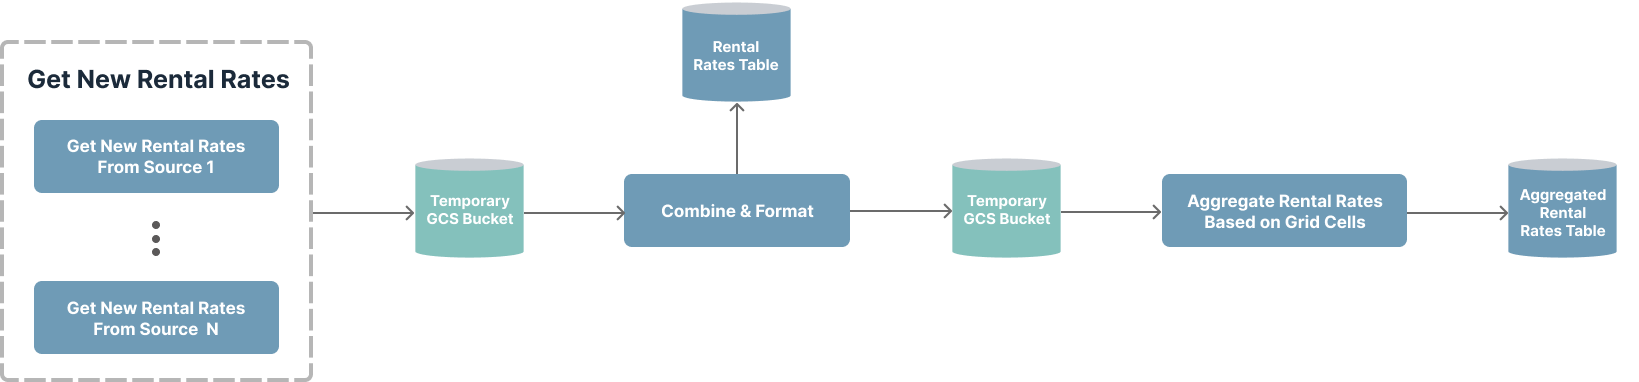 Get New Rental Rates
Get New Rental Rates
From Source 1
Get New Rental Rates
From Source N
Temporary
GCS Bucket
Rental
Rates Table
Combine & Format
Temporary
GCS Bucket
Aggregate Rental Rates
Based on Grid Cells
Aggregated
Rental
Rates Table